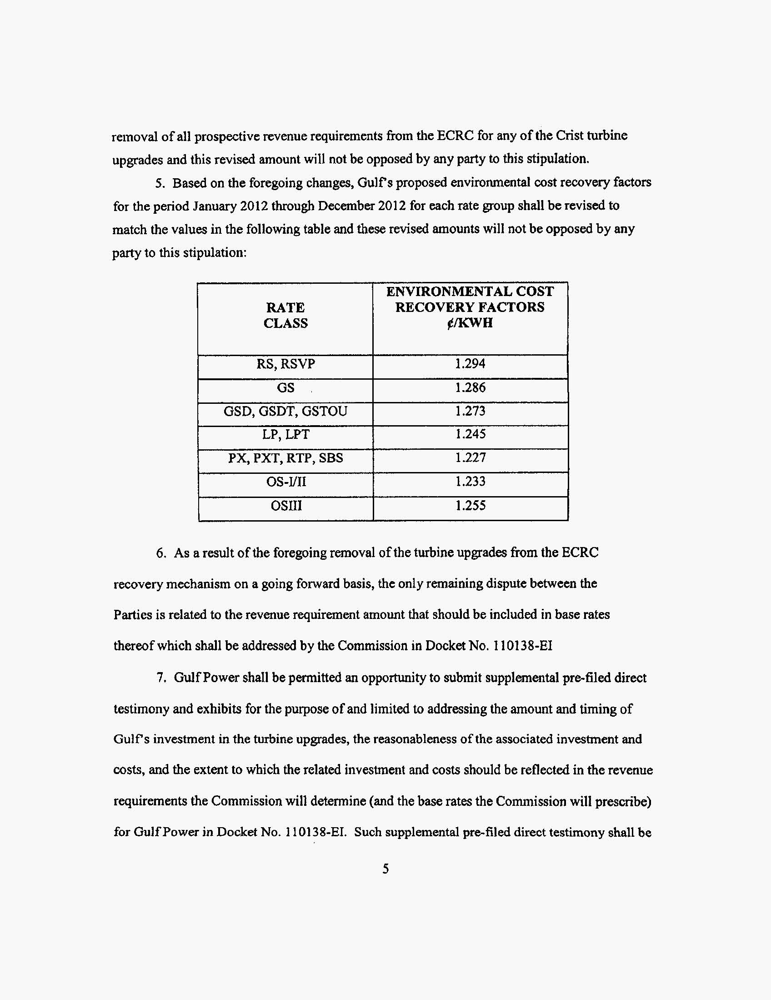 removal of all prospective revenue requirements from the ECRC for any of the Crist turbine
upgrades and this revised amount will not be opposed by any party to this stipulation.
5. Based on the foregoing changes, Gulf's proposed environmental cost recovery factors
for the period January 2012 through December 2012 for each rate group shall be revised to
match the values in the following table and these revised amounts will not be opposed by any
party to this stipulation:
RATE
CLASS
ENVIRONMENTAL COST
RECOVERY FACTORS
¢/KWH
RS, RSVP 1.294
GS 1.286
GSD, GSDT, GSTOU 1.273
LP, LPT 1.245
PX, PXT, RTP, SBS 1.227
OS-I/II 1.233
OSIII 1.255
6. As a result of the foregoing removal of the turbine upgrades from the ECRC
recovery mechanism on a going forward basis, the only remaining dispute between the
Parties is related to the revenue requirement amount that should be included in base rates
thereof which shall be addressed by the Commission in Docket No. 110138-EI
7. Gulf Power shall be permitted an opportunity to submit supplemental pre-filed direct
testimony and exhibits for the purpose of and limited to addressing the amount and timing of
Gulf's investment in the turbine upgrades, the reasonableness of the associated investment and
costs, and the extent to which the related investment and costs should be reflected in the revenue
requirements the Commission will determine (and the base rates the Commission will prescribe)
for Gulf Power in Docket No. 110138-EI. Such supplemental pre-filed direct testimony shall be
5